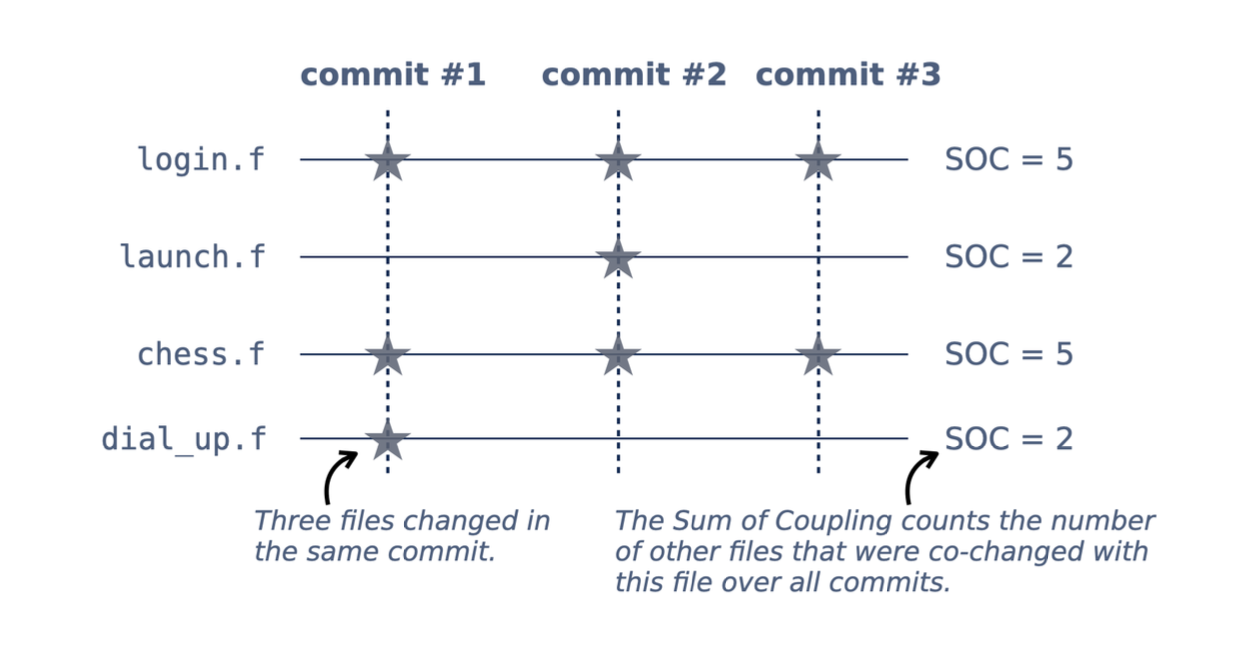 commit #1 commit #2 commit #3
login.f SOC = 5
launch.f SOC = 2
chess.f SOC = 5
dial_up.f SOC = 2
Three files changed in
the same commit.
The Sum of Coupling counts the number
of other files that were co-changed with
this file over all commits.